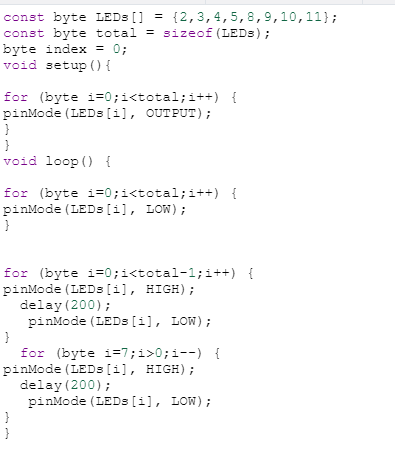 const byte LEDs[] = {2,3,4,5,8,9,10,11};
const byte total = sizeof(LEDs);
byte index = 0;
void setup(){
for (byte i=0;i<total;i++) {
pinMode(LEDs[i], OUTPUT);
}
}
void loop() {
for (byte i=0;i<total;i++) {
pinMode(LEDs[i], LOW);
}
for (byte i=0;i<total-1;i++) {
pinMode(LEDs[i], HIGH);
  delay(200);
   pinMode(LEDs[i], LOW);
}
  for (byte i=7;i>0;i--) {
pinMode(LEDs[i], HIGH);
  delay(200);
   pinMode(LEDs[i], LOW);
}
}